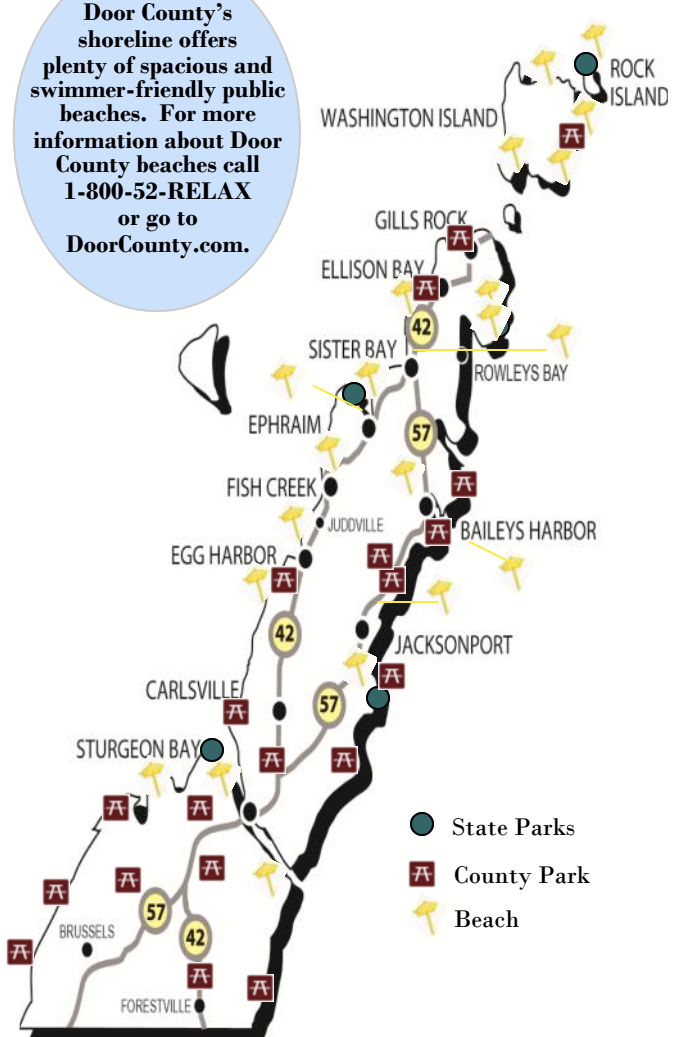 Door County's
shoreline offers
plenty of spacious and
swimmer-friendly public
beaches. For more
information about Door
County beaches call
1-800-52-RELAX
or go to
DoorCounty.com.
ROCK
ISLAND
WASHINGTON ISLAND
GILLS ROCK
ELLISON BAY
42
SISTER BAY
ROWLEYS BAY
EPHRAIM
57
FISH CREEK
JUDDVILLE
BAILEYS HARBOR
EGG HARBOR
42
JACKSONPORT
CARLSVILLE
57
STURGEON BAY
State Parks
County Park
Beach
57
42
BRUSSELS
FORESTVILLE